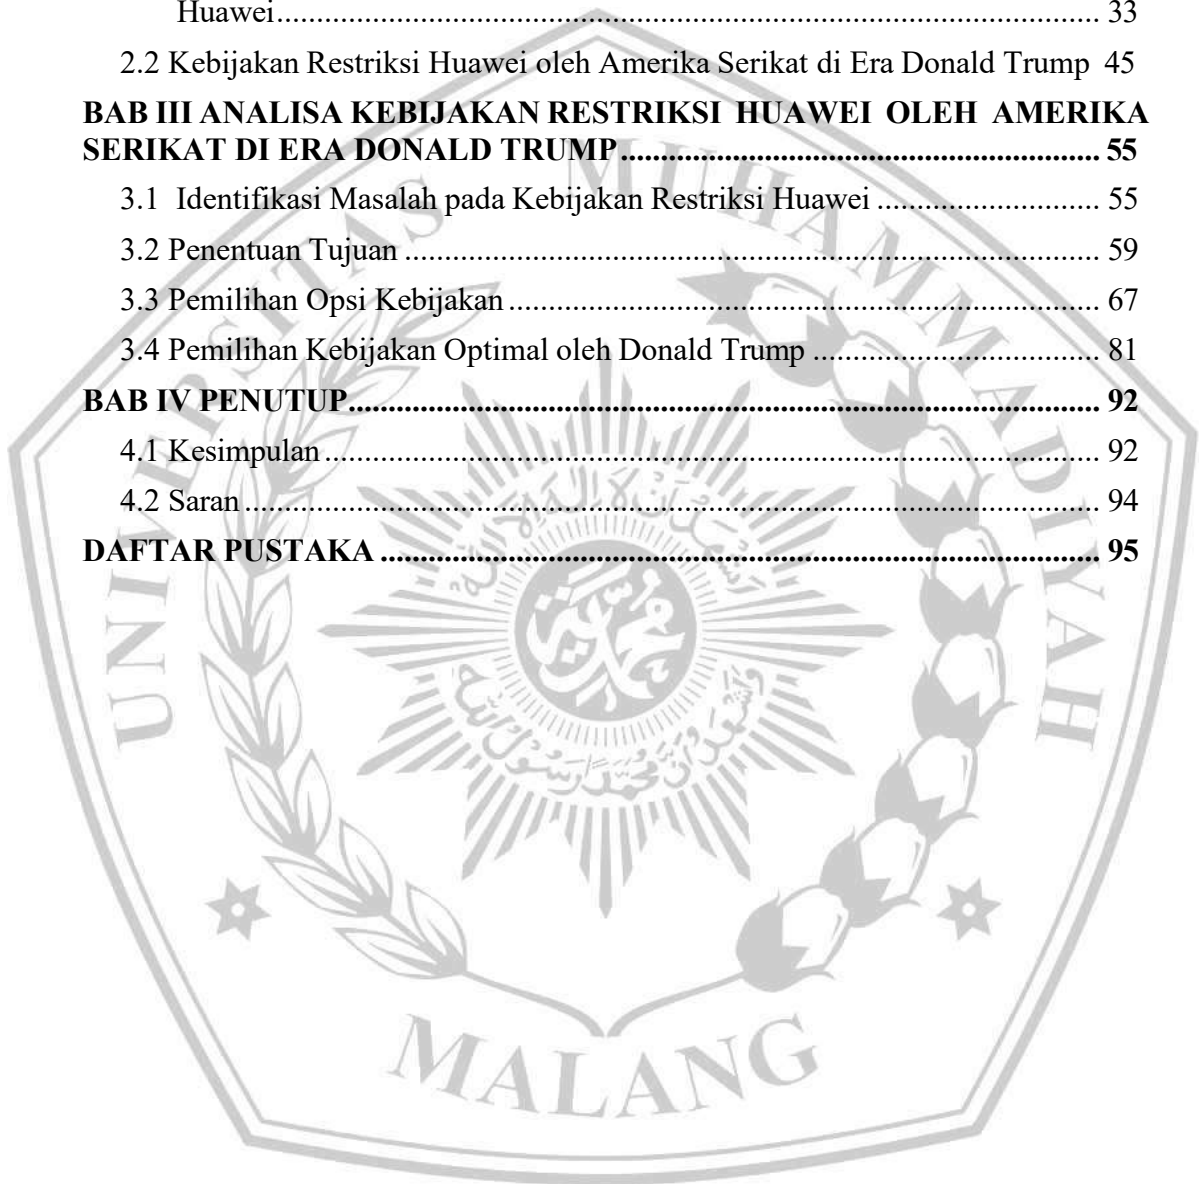 Huawei........................................................................................................ 33
2.2 Kebijakan Restriksi Huawei oleh Amerika Serikat di Era Donald Trump 45
BAB III ANALISA KEBIJAKAN RESTRIKSI HUAWEI OLEH AMERIKA
SERIKAT DI ERA DONALD TRUMP............................................................ 55
3.1 Identifikasi Masalah pada Kebijakan Restriksi Huawei ............................ 55
3.2 Penentuan Tujuan ....................................................................................... 59
3.3 Pemilihan Opsi Kebijakan .......................................................................... 67
3.4 Pemilihan Kebijakan Optimal oleh Donald Trump .................................... 81
BAB IV PENUTUP.............................................................................................. 92
4.1 Kesimpulan ................................................................................................. 92
4.2 Saran ........................................................................................................... 94
DAFTAR PUSTAKA .......................................................................................... 95
UNIVERSITAS MUHAMMADIYAH
MALANG